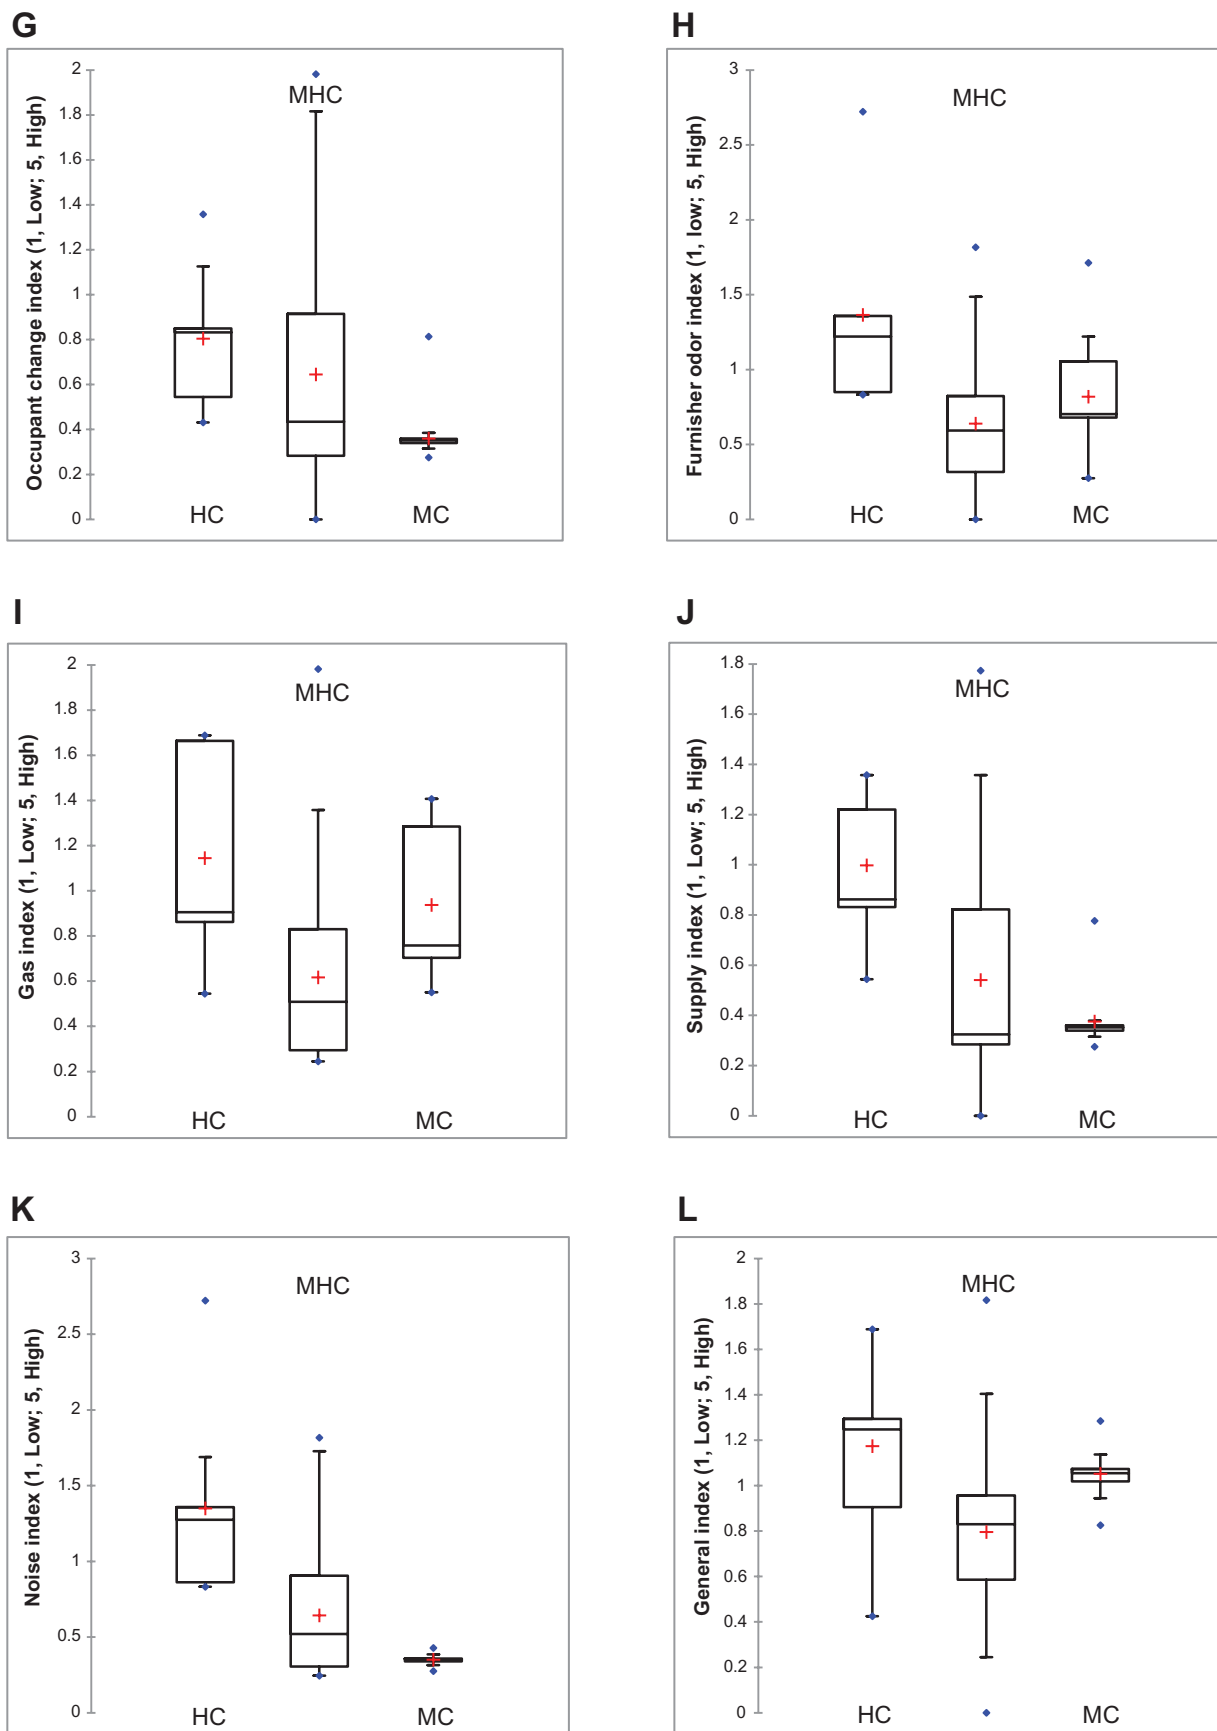 G
Occupant change index (1, Low; 5, High)
2
1.8
1.6
1.4
1.2
1
0.8
0.6
0.4
0.2
0
MHC
HC
MC
H
Furnisher odor index (1, low; 5, High)
3
2.5
2
1.5
1
0.5
0
MHC
HC
MC
I
Gas index (1, Low; 5, High)
2
1.8
1.6
1.4
1.2
1
0.8
0.6
0.4
0.2
0
MHC
HC
MC
J
Supply index (1, Low; 5, High)
1.8
1.6
1.4
1.2
1
0.8
0.6
0.4
0.2
0
MHC
HC
MC
K
Noise index (1, Low; 5, High)
3
2.5
2
1.5
1
0.5
0
MHC
HC
MC
L
General index (1, Low; 5, High)
2
1.8
1.6
1.4
1.2
1
0.8
0.6
0.4
0.2
0
MHC
HC
MC